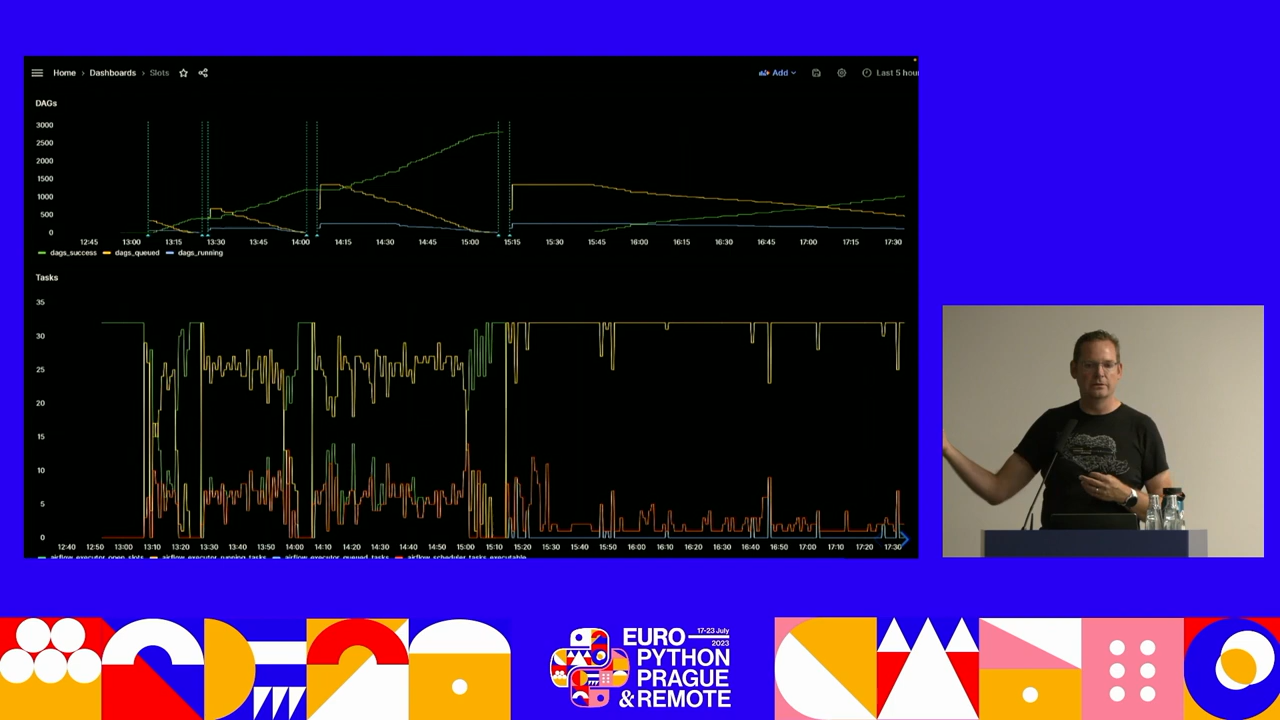 Home › Dashboards › Slots
Add
Last 5 hour
DAGs
3000
2500
2000
1500
1000
500
0
12:45 13:00 13:15 13:30 13:45 14:00 14:15 14:30 14:45 15:00 15:15 15:30 15:45 16:00 16:15 16:30 16:45 17:00 17:15 17:30
dags_success dags_queued dags_running
Tasks
35
30
25
20
15
10
5
0
12:40 12:50 13:00 13:10 13:20 13:30 13:40 13:50 14:00 14:10 14:20 14:30 14:40 14:50 15:00 15:10 15:20 15:30 15:40 15:50 16:00 16:10 16:20 16:30 16:40 16:50 17:00 17:10 17:20 17:30
airflow_executor_open_slots airflow_executor_running_tasks airflow_executor_queued_tasks airflow_scheduler_tasks_executable
EURO 17-23 July
2023
PYTHON
PRAGUE
& REMOTE